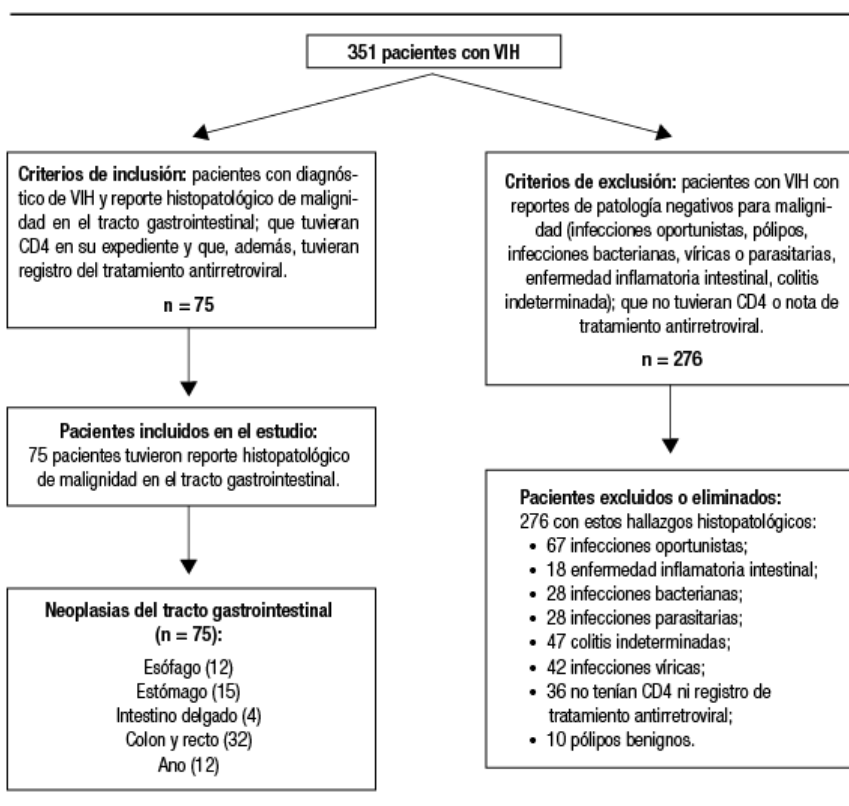 351 pacientes con VIH
Criterios de inclusión: pacientes con diagnós-
tico de VIH y reporte histopatológico de maligni-
dad en el tracto gastrointestinal; que tuvieran
CD4 en su expediente y que, además, tuvieran
registro del tratamiento antirretroviral.
n = 75
Pacientes incluidos en el estudio:
75 pacientes tuvieron reporte histopatológico
de malignidad en el tracto gastrointestinal.
Neoplasias del tracto gastrointestinal
(n = 75):
Esófago (12)
Estómago (15)
Intestino delgado (4)
Colon y recto (32)
Ano (12)
Criterios de exclusión: pacientes con VIH con
reportes de patología negativos para maligni-
dad (infecciones oportunistas, pólipos,
infecciones bacterianas, víricas o parasitarias,
enfermedad inflamatoria intestinal, colitis
indeterminada); que no tuvieran CD4 o nota de
tratamiento antirretroviral.
n = 276
Pacientes excluidos o eliminados:
276 con estos hallazgos histopatológicos:
• 67 infecciones oportunistas;
• 18 enfermedad inflamatoria intestinal;
• 28 infecciones bacterianas;
• 28 infecciones parasitarias;
• 47 colitis indeterminadas;
• 42 infecciones víricas;
• 36 no tenían CD4 ni registro de
tratamiento antirretroviral;
• 10 pólipos benignos.